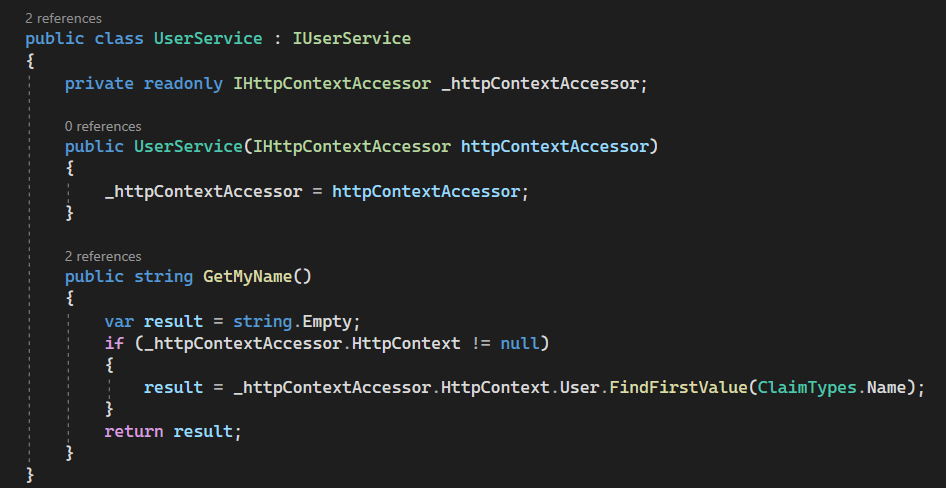 2 references
public class UserService : IUserService
{
private readonly IHttpContextAccessor _httpContextAccessor;
0 references
public UserService(IHttpContextAccessor httpContextAccessor)
{
_httpContextAccessor = httpContextAccessor;
}
2 references
public string GetMyName()
{
var result = string.Empty;
if (_httpContextAccessor.HttpContext != null)
{
result = _httpContextAccessor.HttpContext.User.FindFirstValue(ClaimTypes.Name);
}
return result;
}
}